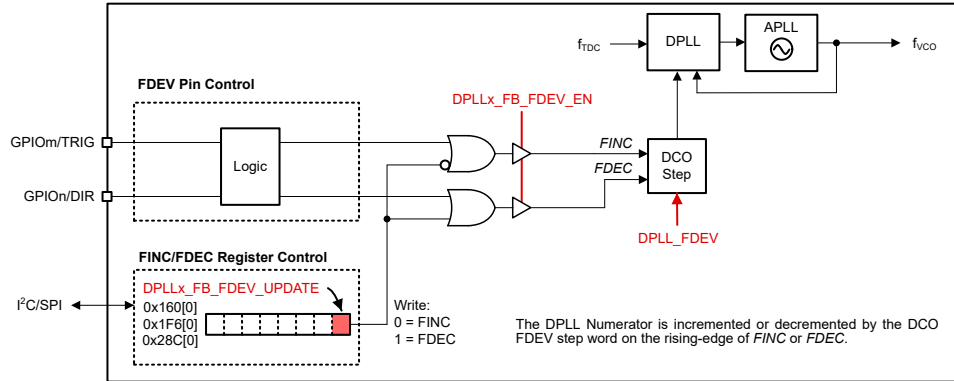 f_TDC
DPLL
APLL
f_VCO
FDEV Pin Control
DPLLx_FB_FDEV_EN
GPIOm/TRIG
Logic
FINC
FDEC
DCO
Step
GPIOn/DIR
DPLL_FDEV
FINC/FDEC Register Control
I²C/SPI
DPLLx_FB_FDEV_UPDATE
0x160[0]
0x1F6[0]
0x28C[0]
Write:
0 = FINC
1 = FDEC
The DPLL Numerator is incremented or decremented by the DCO
FDEV step word on the rising-edge of FINC or FDEC.